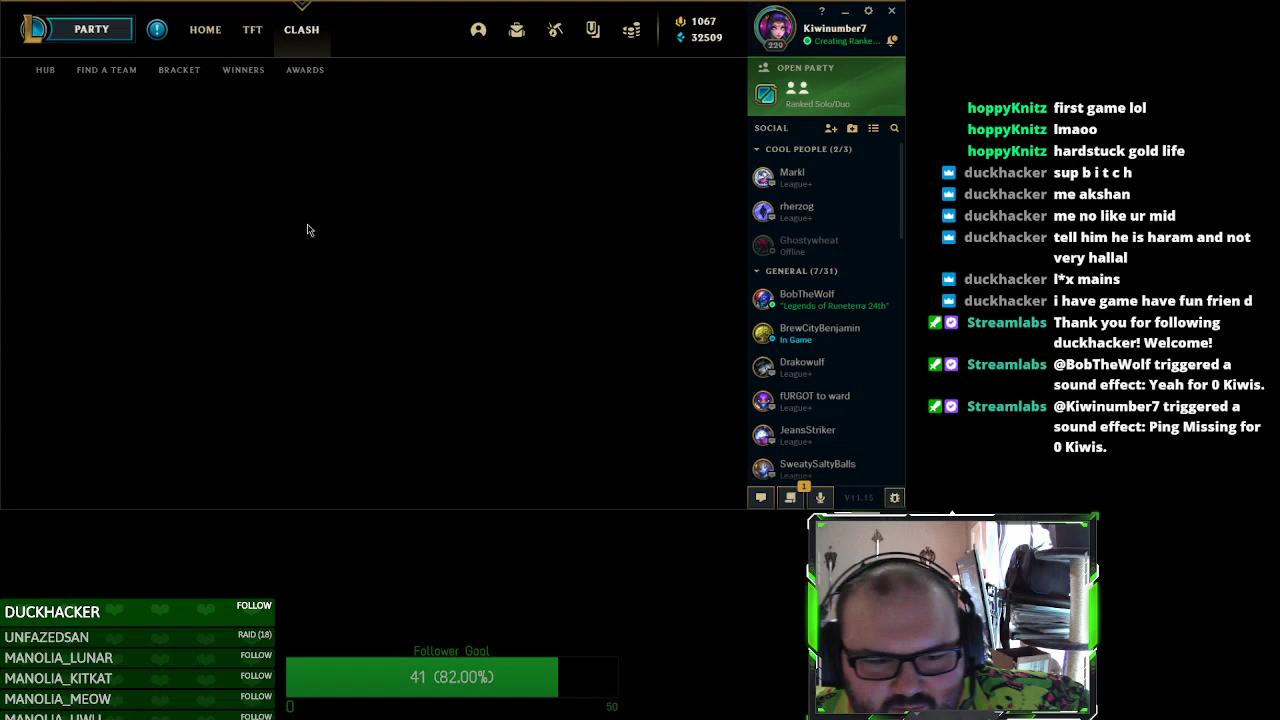 PARTY
HOME
TFT
CLASH
1067
32509
?
Kiwinumber7
Creating Ranke...
229
HUB
FIND A TEAM
BRACKET
WINNERS
AWARDS
OPEN PARTY
Ranked Solo/Duo
SOCIAL
COOL PEOPLE (2/3)
Markl
League+
rherzog
League+
Ghostywheat
Offline
GENERAL (7/31)
BobTheWolf
"Legends of Runeterra 24th"
BrewCityBenjamin
In Game
Drakowulf
League+
fURGOT to ward
League+
JeansStriker
League+
SweatySaltyBalls
League+
1
V11.15
hoppyKnitz first game lol
hoppyKnitz lmaoo
hoppyKnitz hardstuck gold life
duckhacker sup b i t c h
duckhacker me akshan
duckhacker me no like ur mid
duckhacker tell him he is haram and not
very hallal
duckhacker l*x mains
duckhacker i have game have fun frien d
Streamlabs Thank you for following
duckhacker! Welcome!
Streamlabs @BobTheWolf triggered a
sound effect: Yeah for 0 Kiwis.
Streamlabs @Kiwinumber7 triggered a
sound effect: Ping Missing for
0 Kiwis.
DUCKHACKER FOLLOW
UNFAZEDSAN RAID (18)
MANOLIA_LUNAR FOLLOW
MANOLIA_KITKAT FOLLOW
MANOLIA_MEOW FOLLOW
MANOLIA_UWU FOLLOW
Follower Goal
41 (82.00%)
0
50